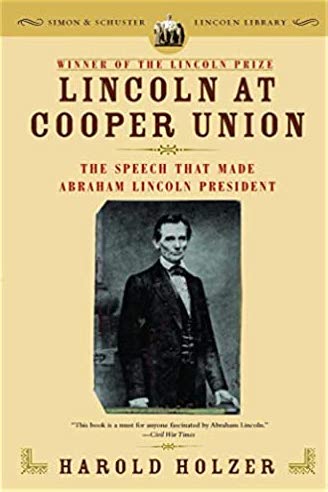 SIMON & SCHUSTER LINCOLN LIBRARY
WINNER OF THE LINCOLN PRIZE
LINCOLN AT
COOPER UNION
THE SPEECH THAT MADE
ABRAHAM LINCOLN PRESIDENT
"This book is a must for anyone fascinated by Abraham Lincoln."
—Civil War Times
HAROLD HOLZER